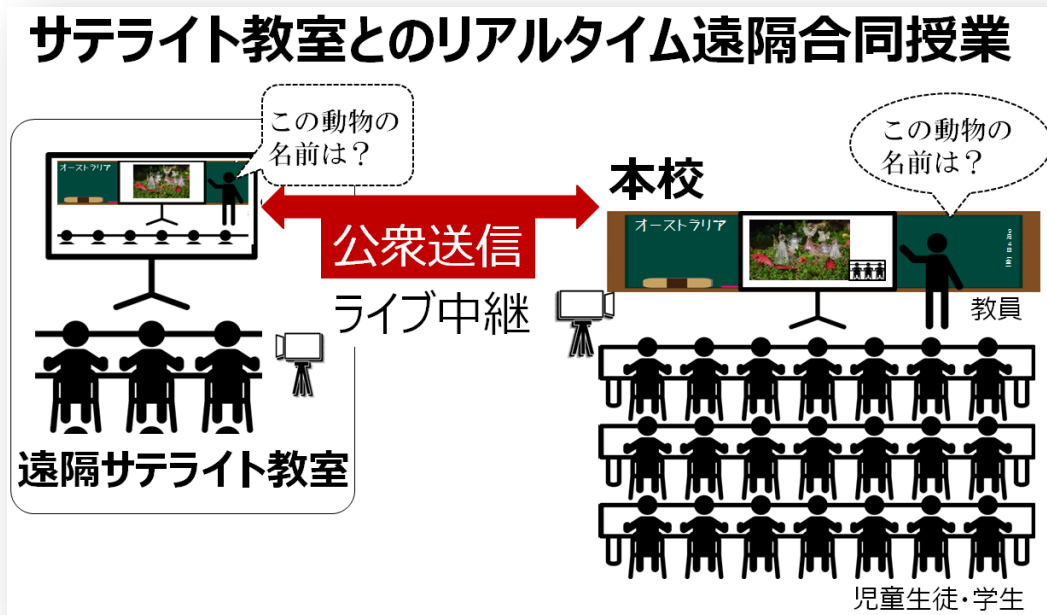 サテライト教室とのリアルタイム遠隔合同授業
この動物の
名前は?
オーストラリア
公衆送信
ライブ中継
遠隔サテライト教室
本校
この動物の
名前は?
オーストラリア
教員
児童生徒・学生